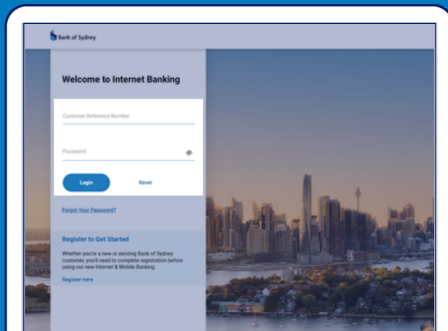 Bank of Sydney
Welcome to Internet Banking
Customer Reference Number
Password
Login Reset
Forgot Your Password?
Register to Get Started
Whether you're a new or existing Bank of Sydney
customer, you'll need to complete registration before
using our new Internet & Mobile Banking.
Register here